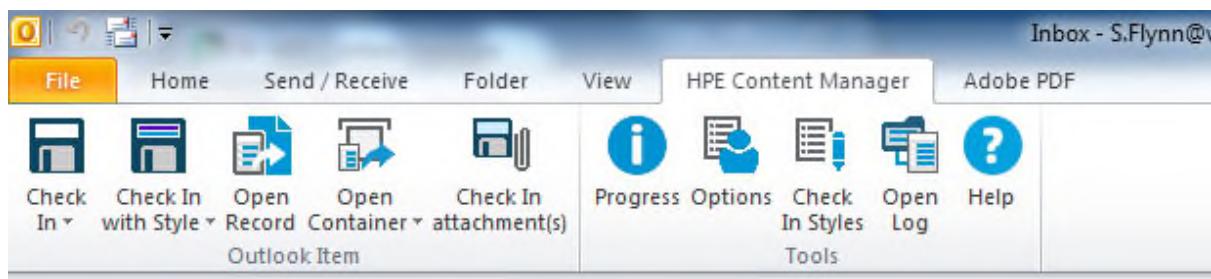 Inbox - S.Flynn@
File Home Send / Receive Folder View HPE Content Manager Adobe PDF
Check Check In Open Open Check In Progress Options Check Open Help
In with Style Record Container attachment(s) In Styles Log
Outlook Item Tools